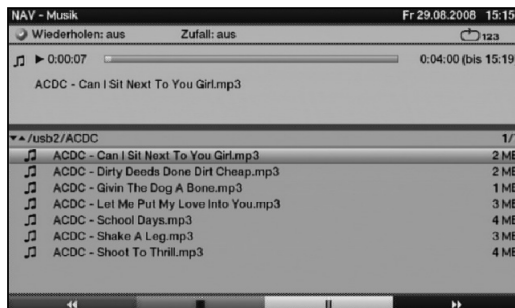 NAV - Musik Fr 29.08.2008 15:15
Wiederholen: aus Zufall: aus 123
0:00:07 0:04:00 (bis 15:19
ACDC - Can I Sit Next To You Girl.mp3
/usb2/ACDC 1/
ACDC - Can I Sit Next To You Girl.mp3 2 MB
ACDC - Dirty Deeds Done Dirt Cheap.mp3 2 MB
ACDC - Givin The Dog A Bone.mp3 1 MB
ACDC - Let Me Put My Love Into You.mp3 3 MB
ACDC - School Days.mp3 4 MB
ACDC - Shake A Leg.mp3 3 MB
ACDC - Shoot To Thrill.mp3 4 MB